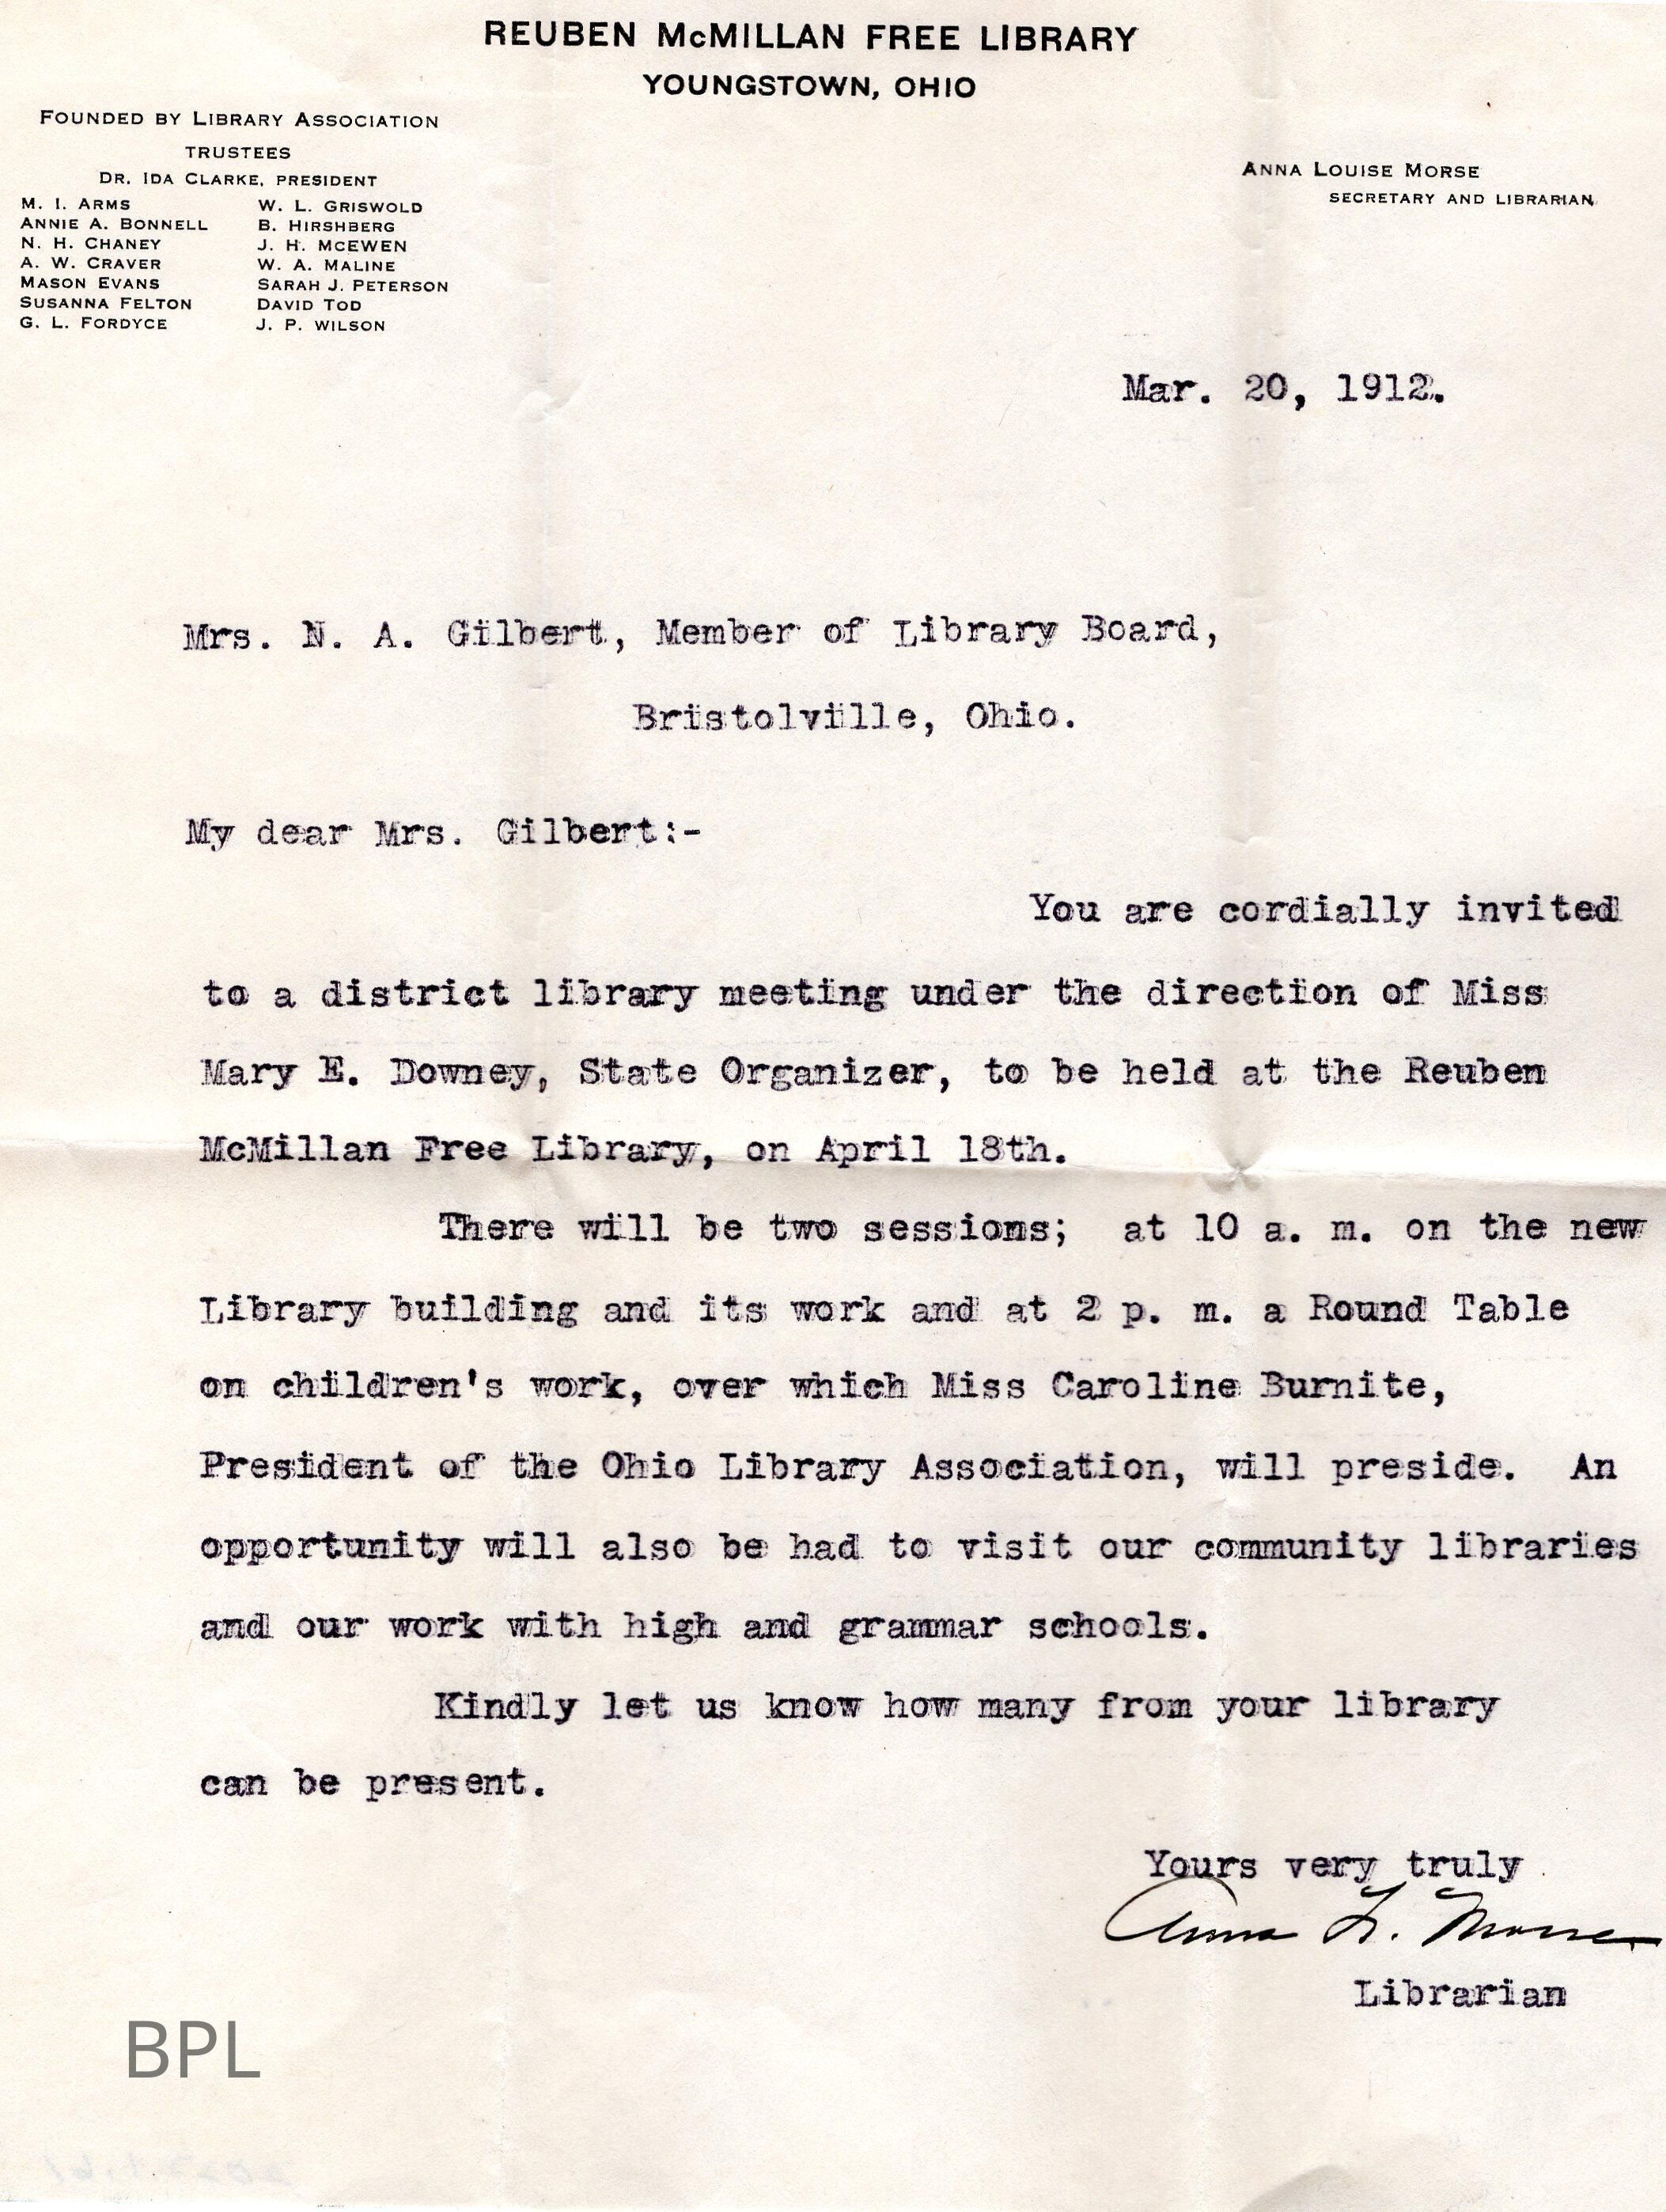 REUBEN McMILLAN FREE LIBRARY
YOUNGSTOWN, OHIO
FOUNDED BY LIBRARY ASSOCIATION
TRUSTEES
DR. IDA CLARKE, PRESIDENT
M. I. ARMS
ANNIE A. BONNELL
N. H. CHANEY
A. W. CRAVER
MASON EVANS
SUSANNA FELTON
G. L. FORDYCE
W. L. GRISWOLD
B. HIRSHBERG
J. H. McEWEN
W. A. MALINE
SARAH J. PETERSON
DAVID TOD
J. P. WILSON
ANNA LOUISE MORSE
SECRETARY AND LIBRARIAN
Mar. 20, 1912.
Mrs. N. A. Gilbert, Member of Library Board,
Bristolville, Ohio.
My dear Mrs. Gilbert:-
You are cordially invited
to a district library meeting under the direction of Miss
Mary E. Downey, State Organizer, to be held at the Reuben
McMillan Free Library, on April 18th.
There will be two sessions; at 10 a. m. on the new
Library building and its work and at 2 p. m. a Round Table
on children's work, over which Miss Caroline Burnite,
President of the Ohio Library Association, will preside. An
opportunity will also be had to visit our community libraries
and our work with high and grammar schools.
Kindly let us know how many from your library
can be present.
Yours very truly
Anna L. Morse
Librarian
BPL